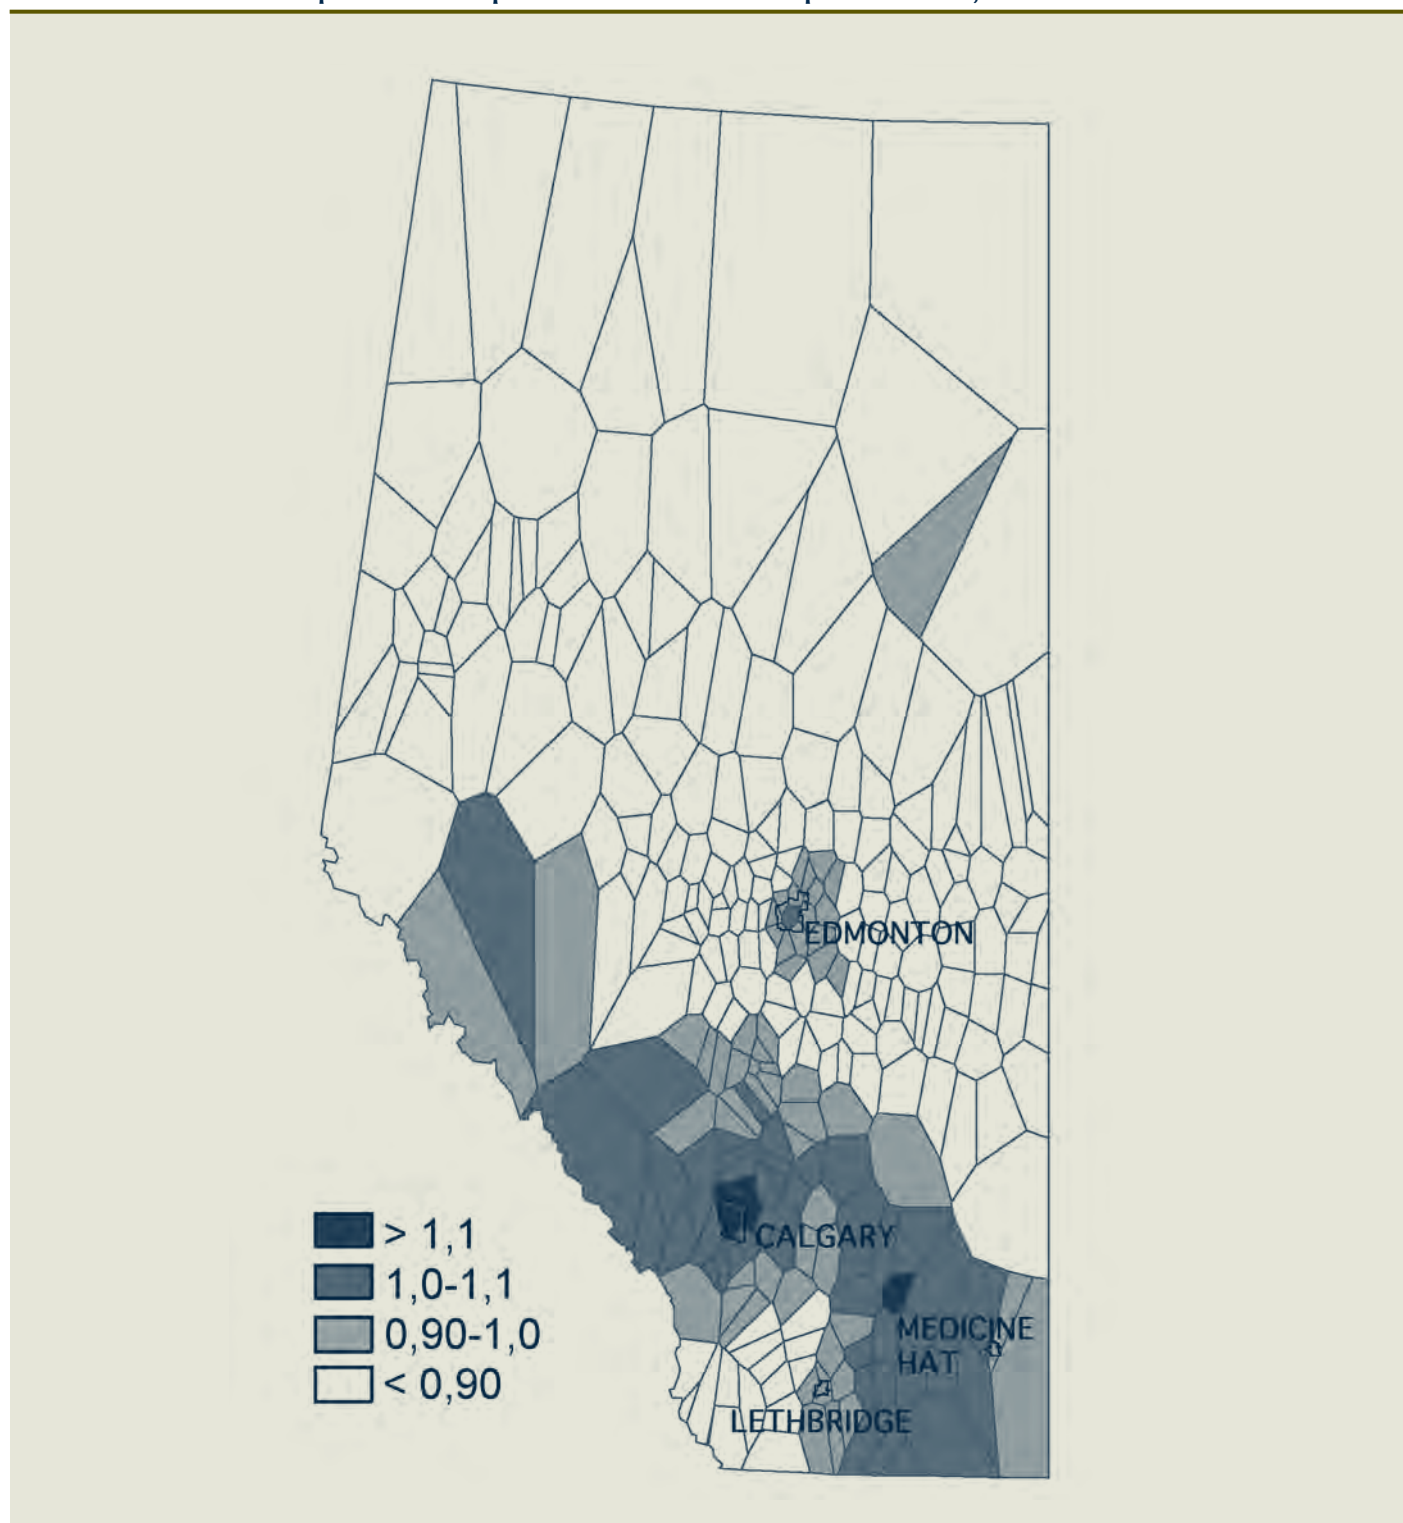 EDMONTON
> 1,1
CALGARY
1,0-1,1
0,90-1,0
MEDICINE
HAT
< 0,90
LETHBRIDGE